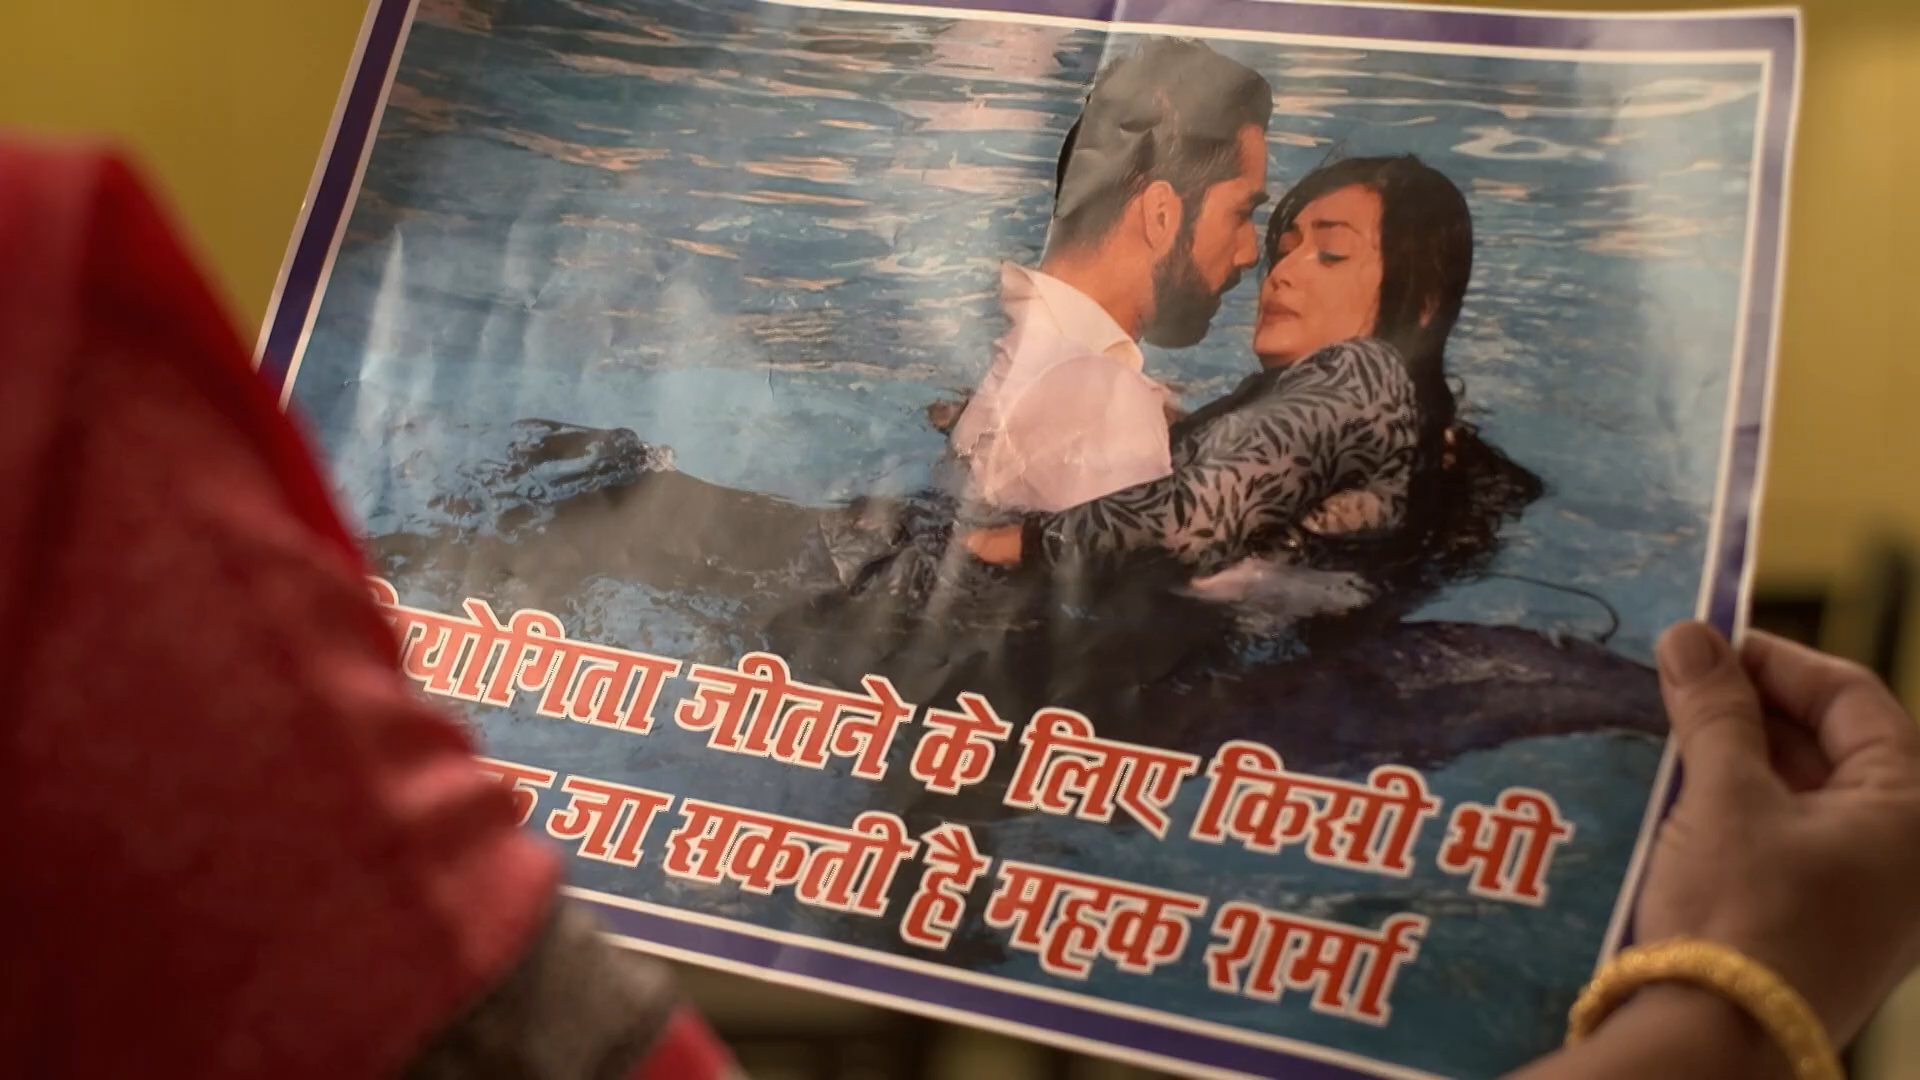 योगिता जीतने के लिए किसी भी
जा सकती है महक शर्मा